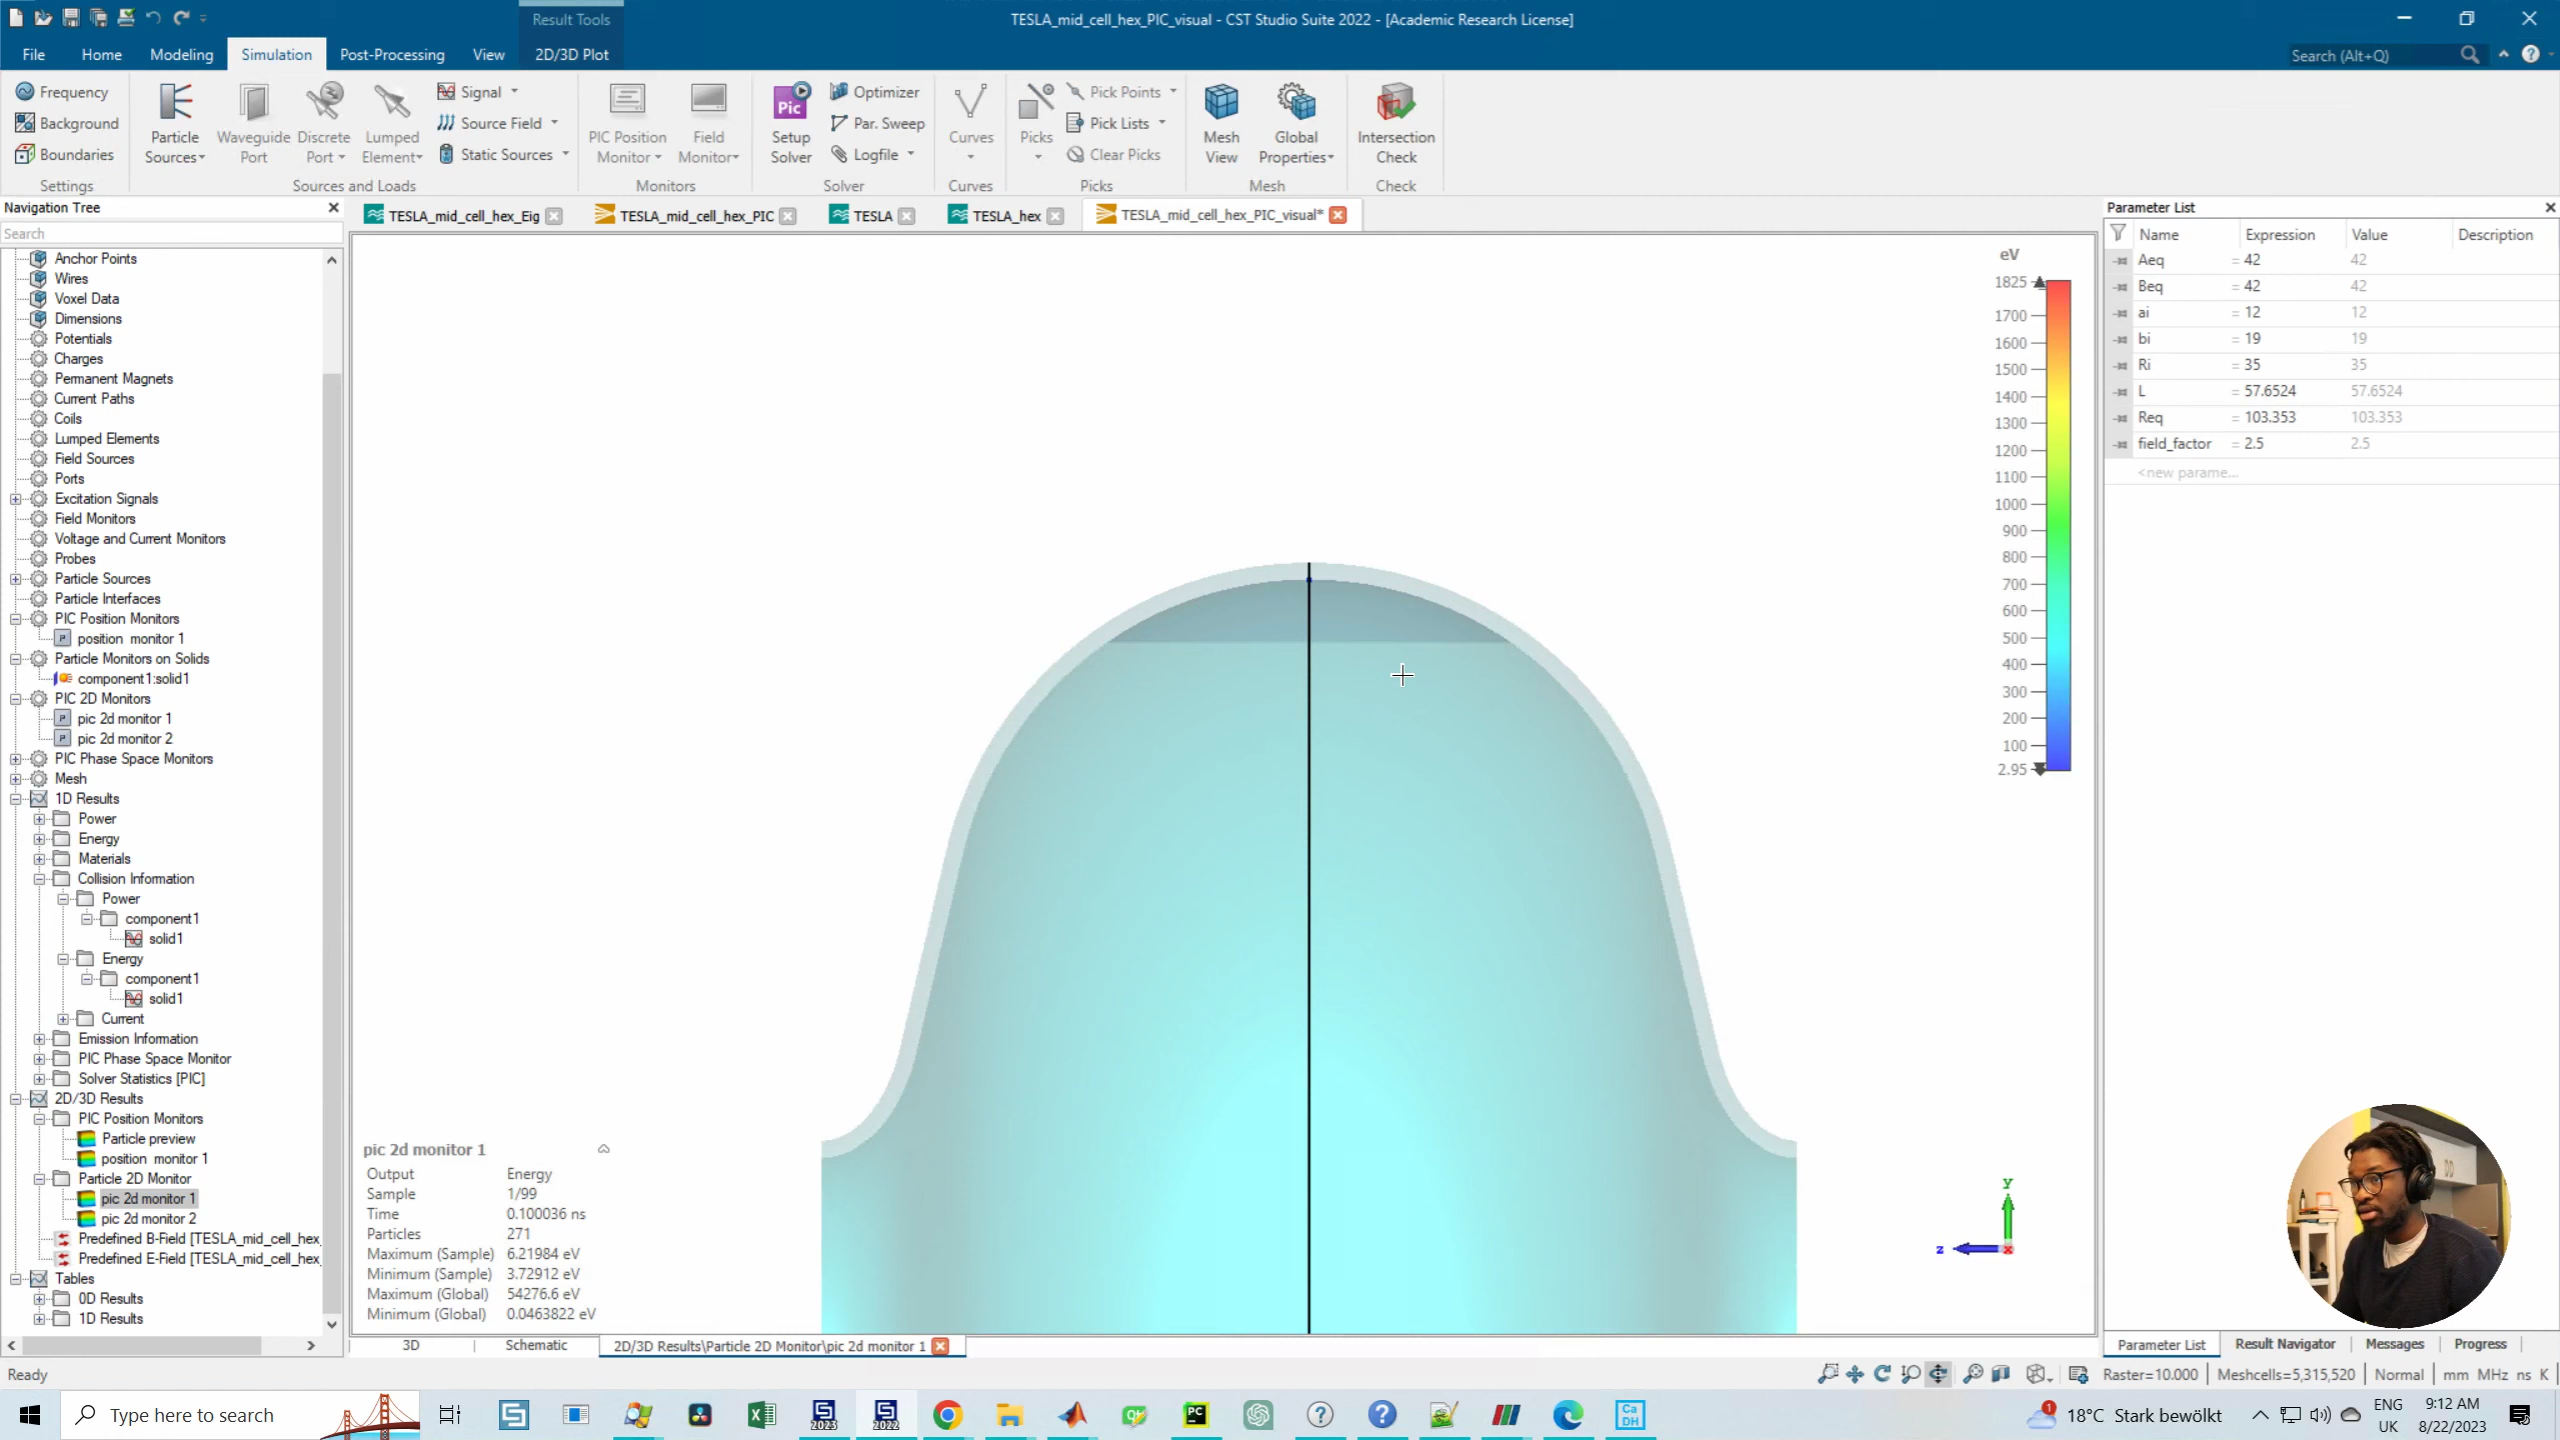 Result Tools
TESLA_mid_cell_hex_PIC_visual - CST Studio Suite 2022 - [Academic Research License]
File
Home
Modeling
Simulation
Post-Processing
View
2D/3D Plot
Search (Alt+Q)
Frequency
Background
Boundaries
Settings
Particle Sources
Waveguide Port
Discrete Port
Lumped Element
Signal
Source Field
Static Sources
Sources and Loads
PIC Position Monitor
Field Monitor
Monitors
Pic
Setup Solver
Optimizer
Par. Sweep
Logfile
Solver
Curves
Curves
Picks
Pick Points
Pick Lists
Clear Picks
Picks
Mesh View
Global Properties
Mesh
Intersection Check
Check
Navigation Tree
Search
Anchor Points
Wires
Voxel Data
Dimensions
Potentials
Charges
Permanent Magnets
Current Paths
Coils
Lumped Elements
Field Sources
Ports
Excitation Signals
Field Monitors
Voltage and Current Monitors
Probes
Particle Sources
Particle Interfaces
PIC Position Monitors
position monitor 1
Particle Monitors on Solids
component1:solid1
PIC 2D Monitors
pic 2d monitor 1
pic 2d monitor 2
PIC Phase Space Monitors
Mesh
1D Results
Power
Energy
Materials
Collision Information
Power
component1
solid1
Energy
component1
solid1
Current
Emission Information
PIC Phase Space Monitor
Solver Statistics [PIC]
2D/3D Results
PIC Position Monitors
Particle preview
position monitor 1
Particle 2D Monitor
pic 2d monitor 1
pic 2d monitor 2
Predefined B-Field [TESLA_mid_cell_hex_
Predefined E-Field [TESLA_mid_cell_hex_
Tables
0D Results
1D Results
TESLA_mid_cell_hex_Eig
TESLA_mid_cell_hex_PIC
TESLA
TESLA_hex
TESLA_mid_cell_hex_PIC_visual*
eV
1825
1700
1600
1500
1400
1300
1200
1100
1000
900
800
700
600
500
400
300
200
100
2.95
pic 2d monitor 1
Output Energy
Sample 1/99
Time 0.100036 ns
Particles 271
Maximum (Sample) 6.21984 eV
Minimum (Sample) 3.72912 eV
Maximum (Global) 54276.6 eV
Minimum (Global) 0.0463822 eV
y
z
x
3D
Schematic
2D/3D Results\Particle 2D Monitor\pic 2d monitor 1
Parameter List
Name Expression Value Description
Aeq = 42 42
Beq = 42 42
ai = 12 12
bi = 19 19
Ri = 35 35
L = 57.6524 57.6524
Req = 103.353 103.353
field_factor = 2.5 2.5
<new parame...
Parameter List
Result Navigator
Messages
Progress
Ready
Raster=10.000
Meshcells=5,315,520
Normal
mm MHz ns K
Type here to search
2023
2022
PC
Ca DH
1
18°C Stark bewölkt
ENG UK
9:12 AM
8/22/2023